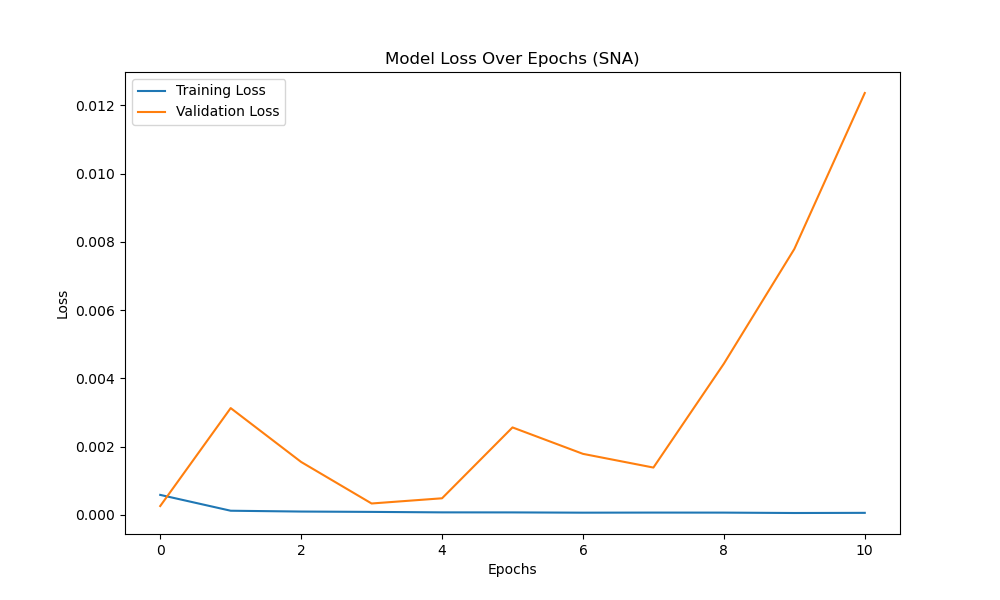 Model Loss Over Epochs (SNA)
Training Loss
Validation Loss
0.012
0.010
0.008
0.006
0.004
0.002
0.000
Loss
0 2 4 6 8 10
Epochs